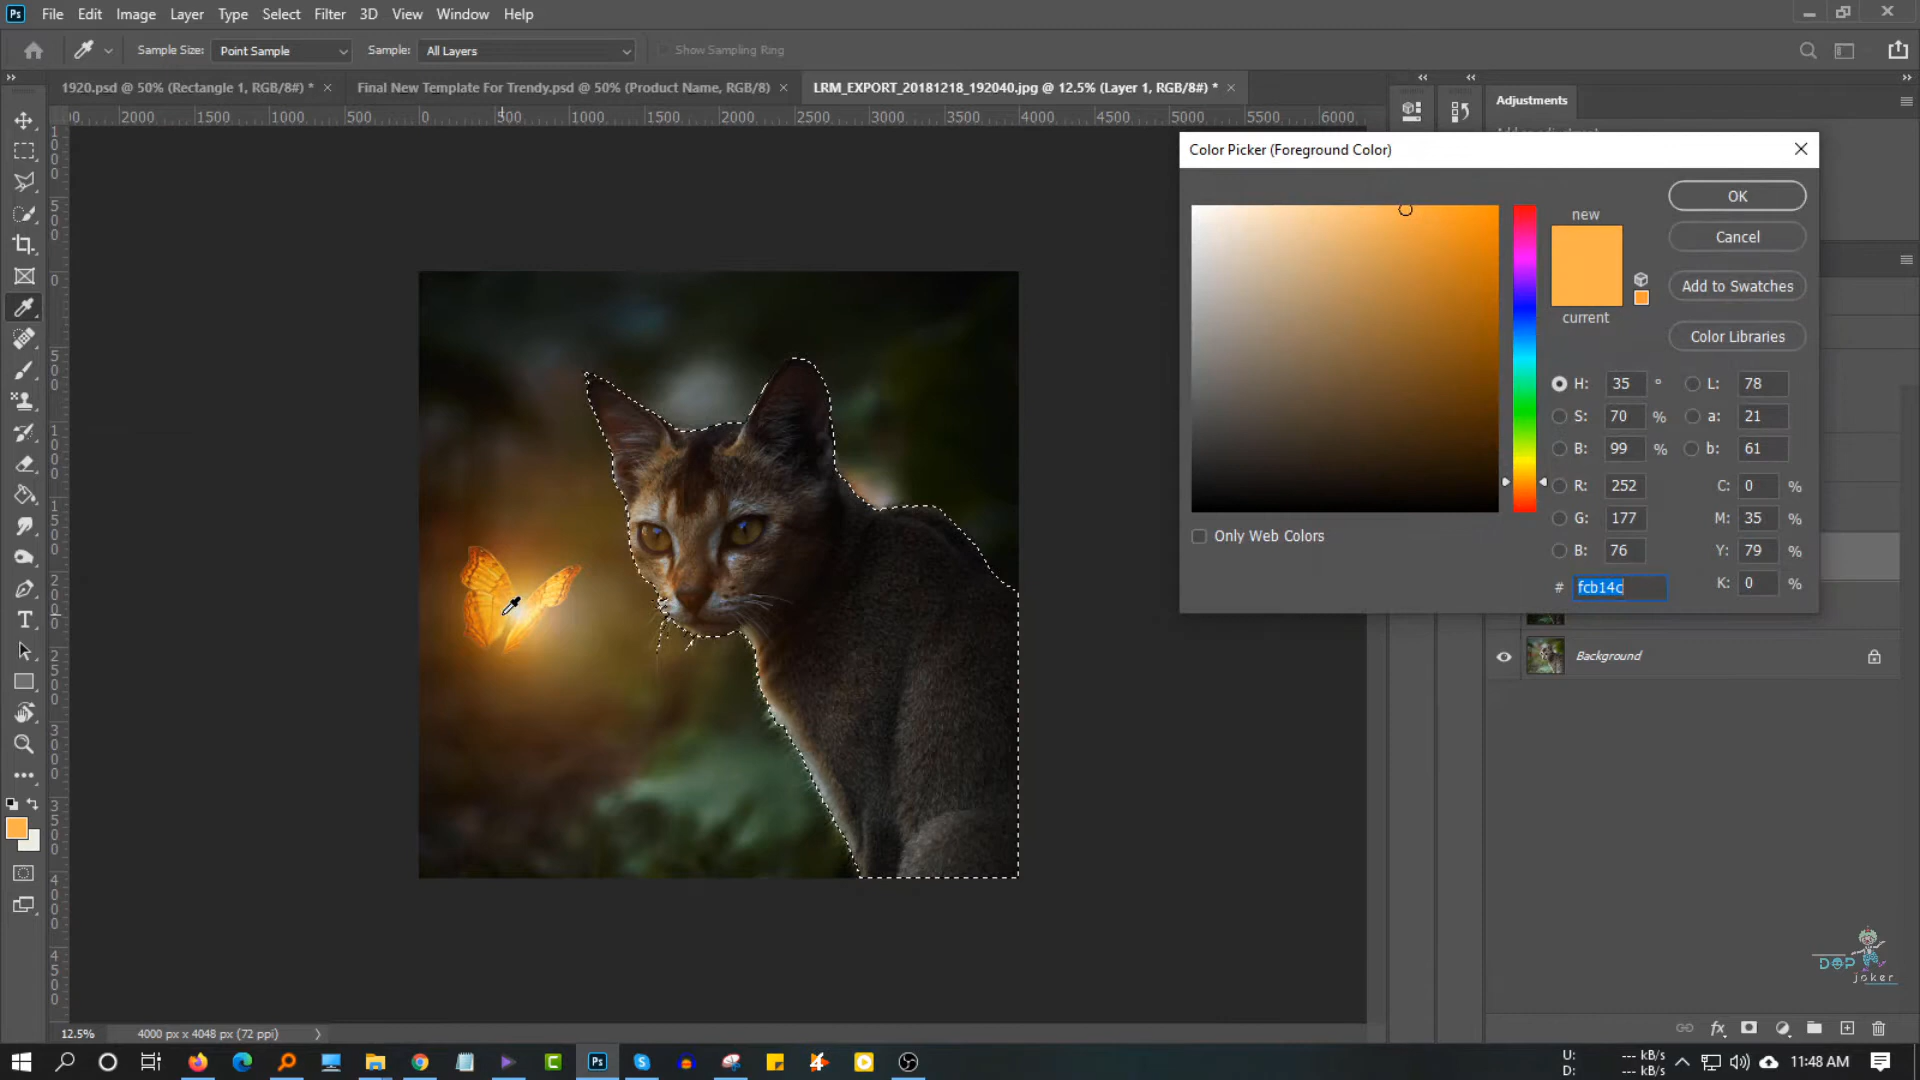 Ps File Edit Image Layer Type Select Filter 3D View Window Help
Sample Size: Point Sample Sample: All Layers Show Sampling Ring
1920.psd @ 50% (Rectangle 1, RGB/8#) * × Final New Template For Trendy.psd @ 50% (Product Name, RGB/8) × LRM_EXPORT_20181218_192040.jpg @ 12.5% (Layer 1, RGB/8#) * ×
2000 1500 1000 500 0 500 1000 1500 2000 2500 3000 3500 4000 4500 5000 5500 6000
Adjustments
Color Picker (Foreground Color)
new
current
OK
Cancel
Add to Swatches
Color Libraries
H: 35 ° L: 78
S: 70 % a: 21
B: 99 % b: 61
R: 252 C: 0 %
G: 177 M: 35 %
B: 76 Y: 79 %
# fcb14c K: 0 %
Only Web Colors
Background
DOP
joker
12.5% 4000 px x 4048 px (72 ppi)
U: --- kB/s
D: --- kB/s
11:48 AM